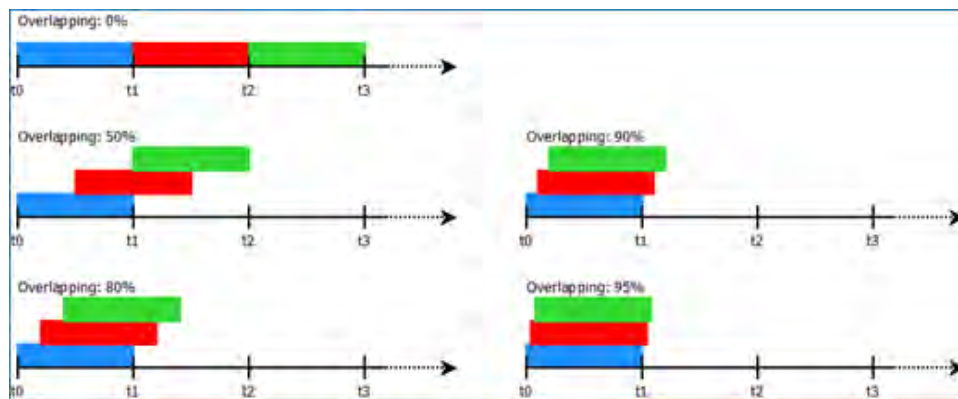 Overlapping: 0%
t0 t1 t2 t3
Overlapping: 50%
t0 t1 t2 t3
Overlapping: 90%
t0 t1 t2 t3
Overlapping: 80%
t0 t1 t2 t3
Overlapping: 95%
t0 t1 t2 t3